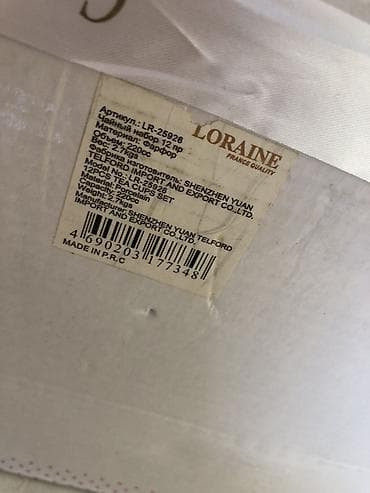 LORAINE
FRANCE QUALITY
Артикул.: LR-25926
Чайный набор 12 пр
Материал: Фарфор
Объем: 220cc
Вес: 2.7kgs
Фабрика изготовитель: SHENZHEN YUAN
TELFORD IMPORT AND EXPORT CO.,LTD.
Model No.: LR-25926
12PCS TEA CUPS SET
Material: Porcelain
Capacity: 220cc
Weight: 2.7kgs
Manufacturer: SHENZHEN YUAN TELFORD
IMPORT AND EXPORT CO.,LTD.
4 690203 177348
MADE IN P.R.C